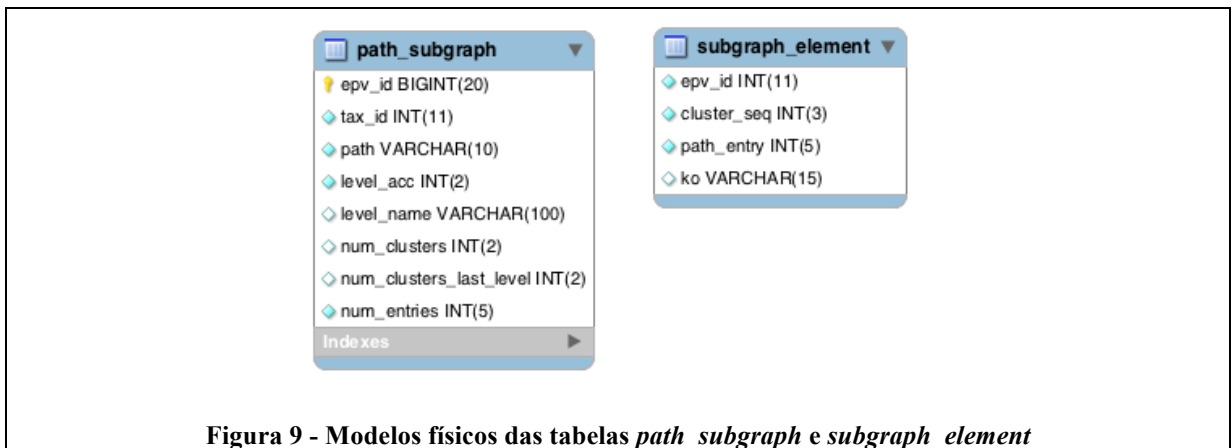 path_subgraph
epv_id BIGINT(20)
tax_id INT(11)
path VARCHAR(10)
level_acc INT(2)
level_name VARCHAR(100)
num_clusters INT(2)
num_clusters_last_level INT(2)
num_entries INT(5)
Indexes
subgraph_element
epv_id INT(11)
cluster_seq INT(3)
path_entry INT(5)
ko VARCHAR(15)
Figura 9 - Modelos físicos das tabelas path_subgraph e subgraph_element